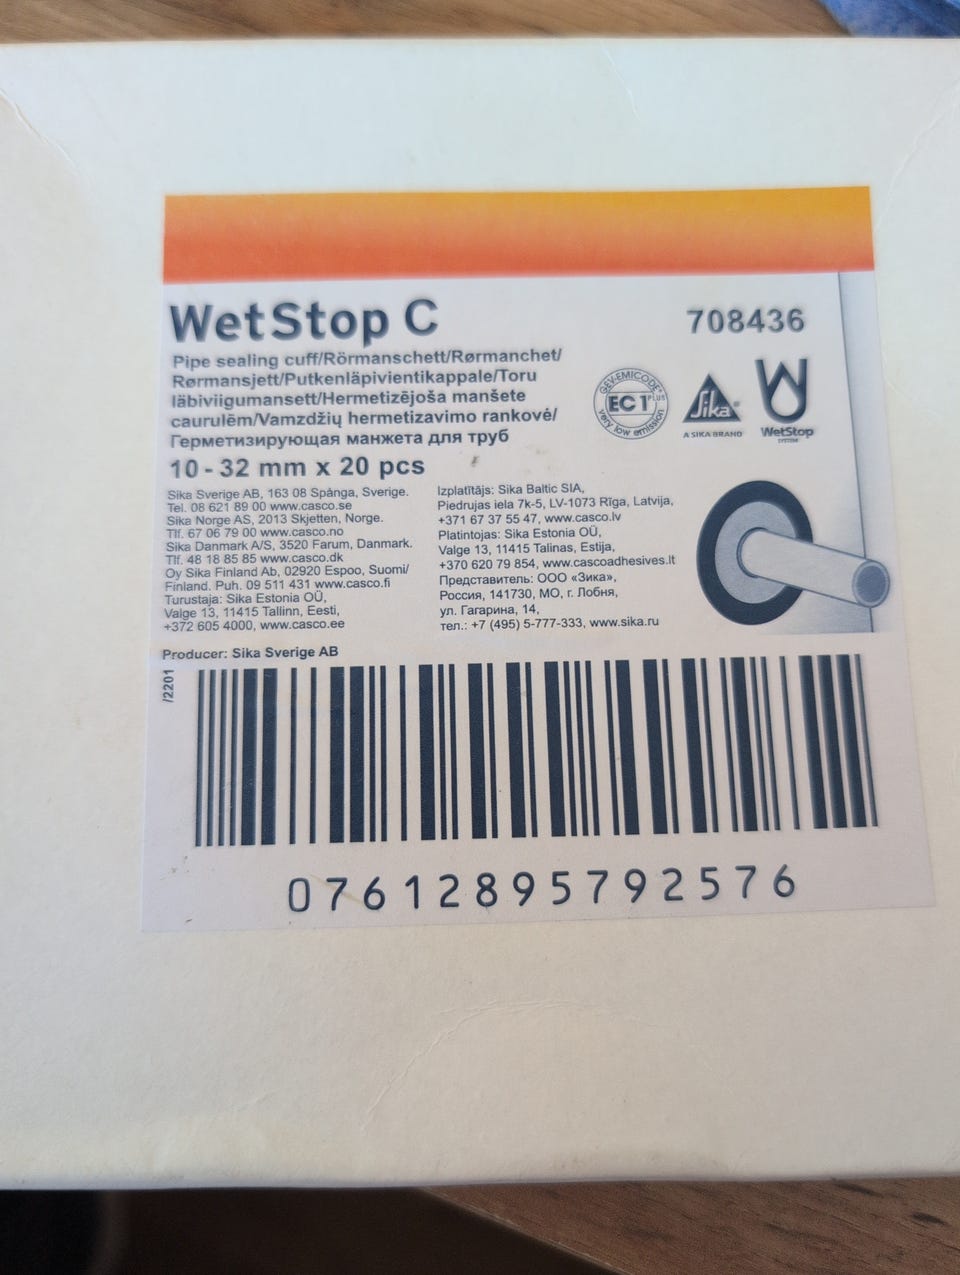 WetStop C
708436
Pipe sealing cuff/Rörmanschett/Rørmanchet/
Rørmansjett/Putkenläpivientikappale/Toru
läbiviigumansett/Hermetizējoša manšete
caurulēm/Vamzdžių hermetizavimo rankovė/
Герметизирующая манжета для труб
10 - 32 mm x 20 pcs
GEV-EMICODE
EC 1 PLUS
very low emission
Sika®
A SIKA BRAND
WetStop
SYSTEM
Sika Sverige AB, 163 08 Spånga, Sverige.
Tel. 08 621 89 00 www.casco.se
Sika Norge AS, 2013 Skjetten, Norge.
Tlf. 67 06 79 00 www.casco.no
Sika Danmark A/S, 3520 Farum, Danmark.
Tlf. 48 18 85 85 www.casco.dk
Oy Sika Finland Ab, 02920 Espoo, Suomi/
Finland. Puh. 09 511 431 www.casco.fi
Turustaja: Sika Estonia OÜ,
Valge 13, 11415 Tallinn, Eesti,
+372 605 4000, www.casco.ee
Izplatītājs: Sika Baltic SIA,
Piedrujas iela 7k-5, LV-1073 Rīga, Latvija,
+371 67 37 55 47, www.casco.lv
Platintojas: Sika Estonia OÜ,
Valge 13, 11415 Talinas, Estija,
+370 620 79 854, www.cascoadhesives.lt
Представитель: ООО «Зика»,
Россия, 141730, МО, г. Лобня,
ул. Гагарина, 14,
тел.: +7 (495) 5-777-333, www.sika.ru
Producer: Sika Sverige AB
/2201
07612895792576